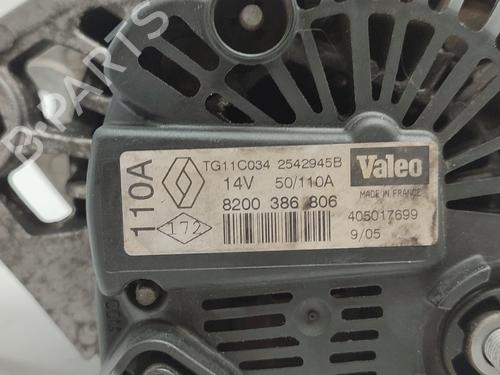 110A
TG11C034 2542945B
14V 50/110A
8200 386 806
172
Valeo
MADE IN FRANCE
405017699
9/05
B-PARTS